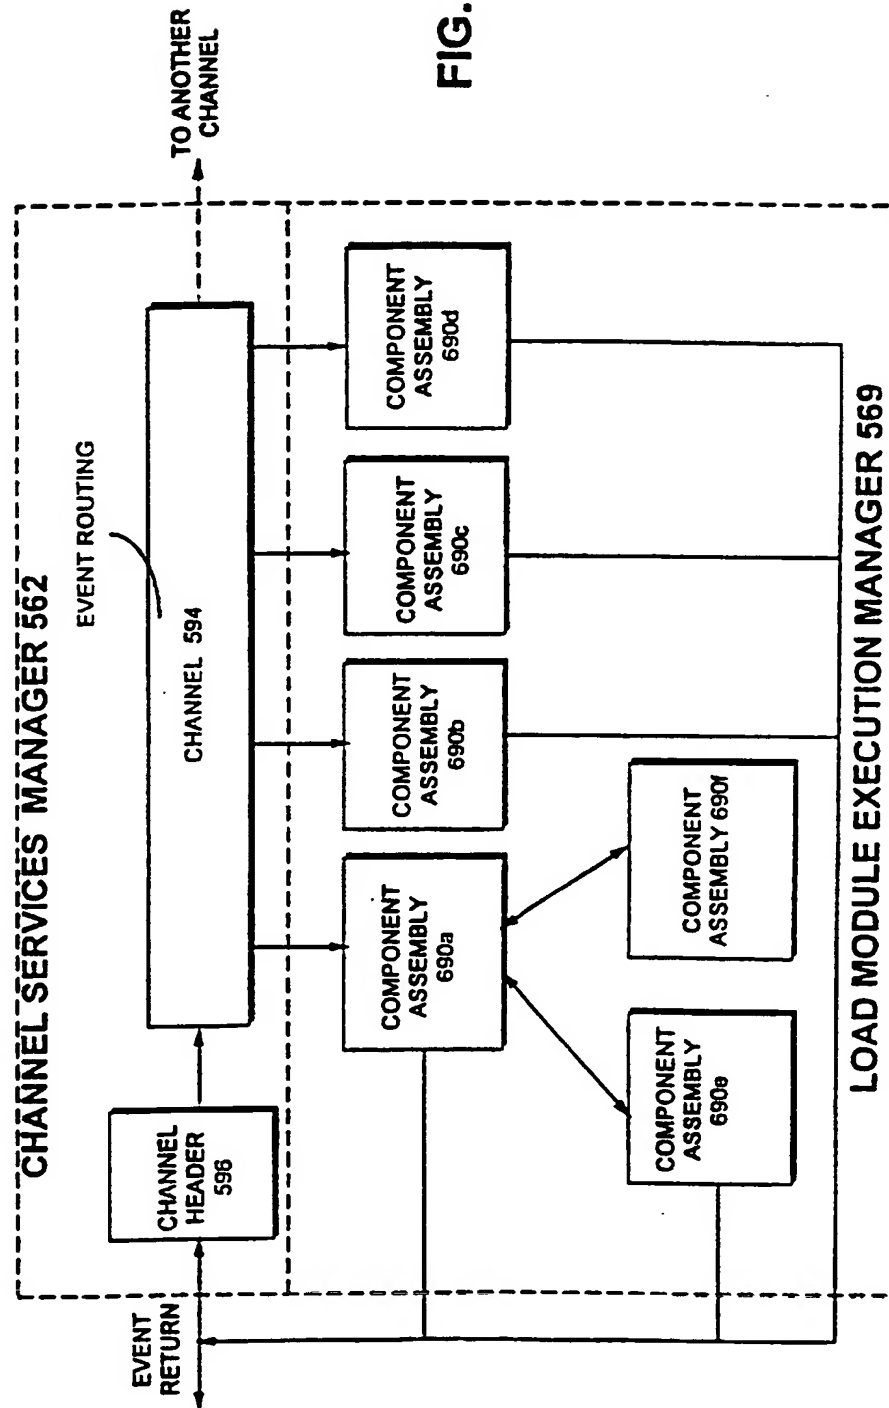 CHANNEL SERVICES MANAGER 562
EVENT ROUTING
TO ANOTHER
CHANNEL
FIG.
EVENT
RETURN
CHANNEL
HEADER
596
CHANNEL 594
COMPONENT
ASSEMBLY
690a
COMPONENT
ASSEMBLY
690b
COMPONENT
ASSEMBLY
690c
COMPONENT
ASSEMBLY
690d
COMPONENT
ASSEMBLY
690e
COMPONENT
ASSEMBLY 690f
LOAD MODULE EXECUTION MANAGER 569